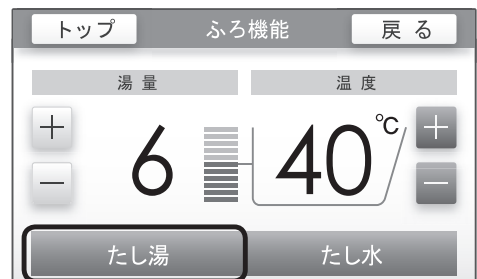 トップ ふろ機能 戻る
湯量 温度
+ 6 40℃ +
− −
たし湯 たし水